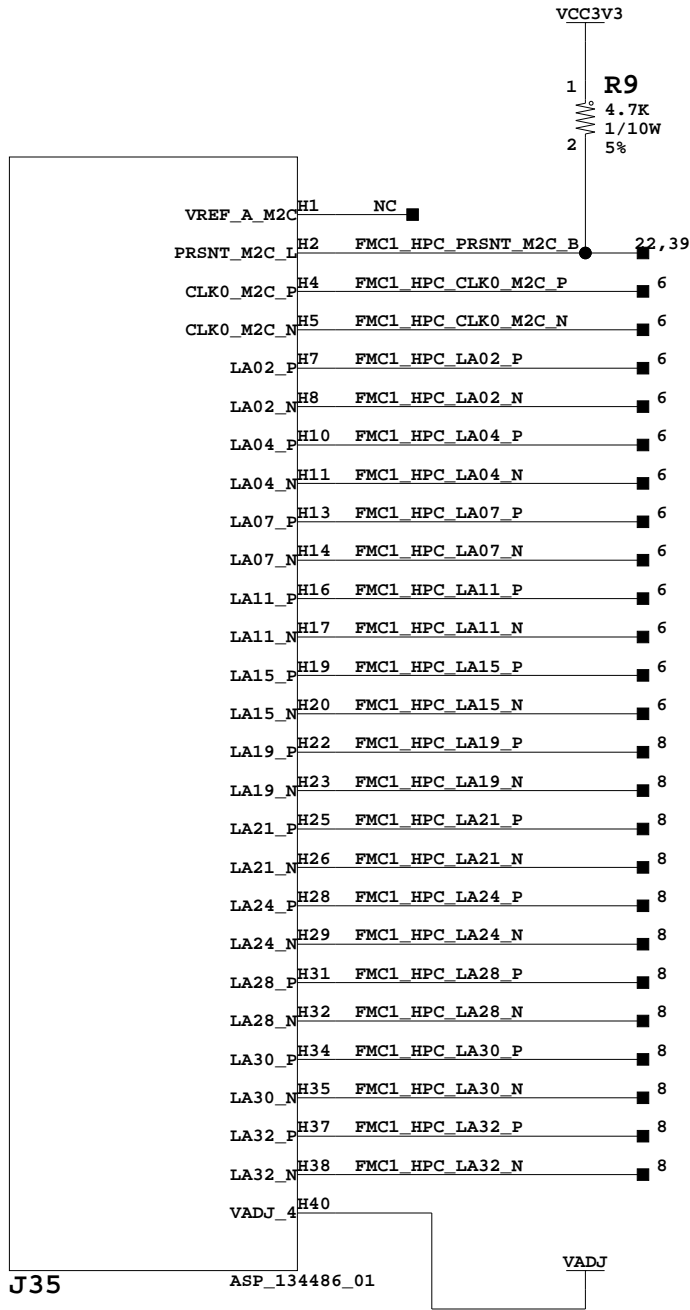 VCC3V3
1 R9
4.7K
1/10W
2 5%
VREF_A_M2C H1 NC
PRSNT_M2C_L H2 FMC1_HPC_PRSNT_M2C_B 22,39
CLK0_M2C_P H4 FMC1_HPC_CLK0_M2C_P 6
CLK0_M2C_N H5 FMC1_HPC_CLK0_M2C_N 6
LA02_P H7 FMC1_HPC_LA02_P 6
LA02_N H8 FMC1_HPC_LA02_N 6
LA04_P H10 FMC1_HPC_LA04_P 6
LA04_N H11 FMC1_HPC_LA04_N 6
LA07_P H13 FMC1_HPC_LA07_P 6
LA07_N H14 FMC1_HPC_LA07_N 6
LA11_P H16 FMC1_HPC_LA11_P 6
LA11_N H17 FMC1_HPC_LA11_N 6
LA15_P H19 FMC1_HPC_LA15_P 6
LA15_N H20 FMC1_HPC_LA15_N 6
LA19_P H22 FMC1_HPC_LA19_P 8
LA19_N H23 FMC1_HPC_LA19_N 8
LA21_P H25 FMC1_HPC_LA21_P 8
LA21_N H26 FMC1_HPC_LA21_N 8
LA24_P H28 FMC1_HPC_LA24_P 8
LA24_N H29 FMC1_HPC_LA24_N 8
LA28_P H31 FMC1_HPC_LA28_P 8
LA28_N H32 FMC1_HPC_LA28_N 8
LA30_P H34 FMC1_HPC_LA30_P 8
LA30_N H35 FMC1_HPC_LA30_N 8
LA32_P H37 FMC1_HPC_LA32_P 8
LA32_N H38 FMC1_HPC_LA32_N 8
VADJ_4 H40
VADJ
J35 ASP_134486_01